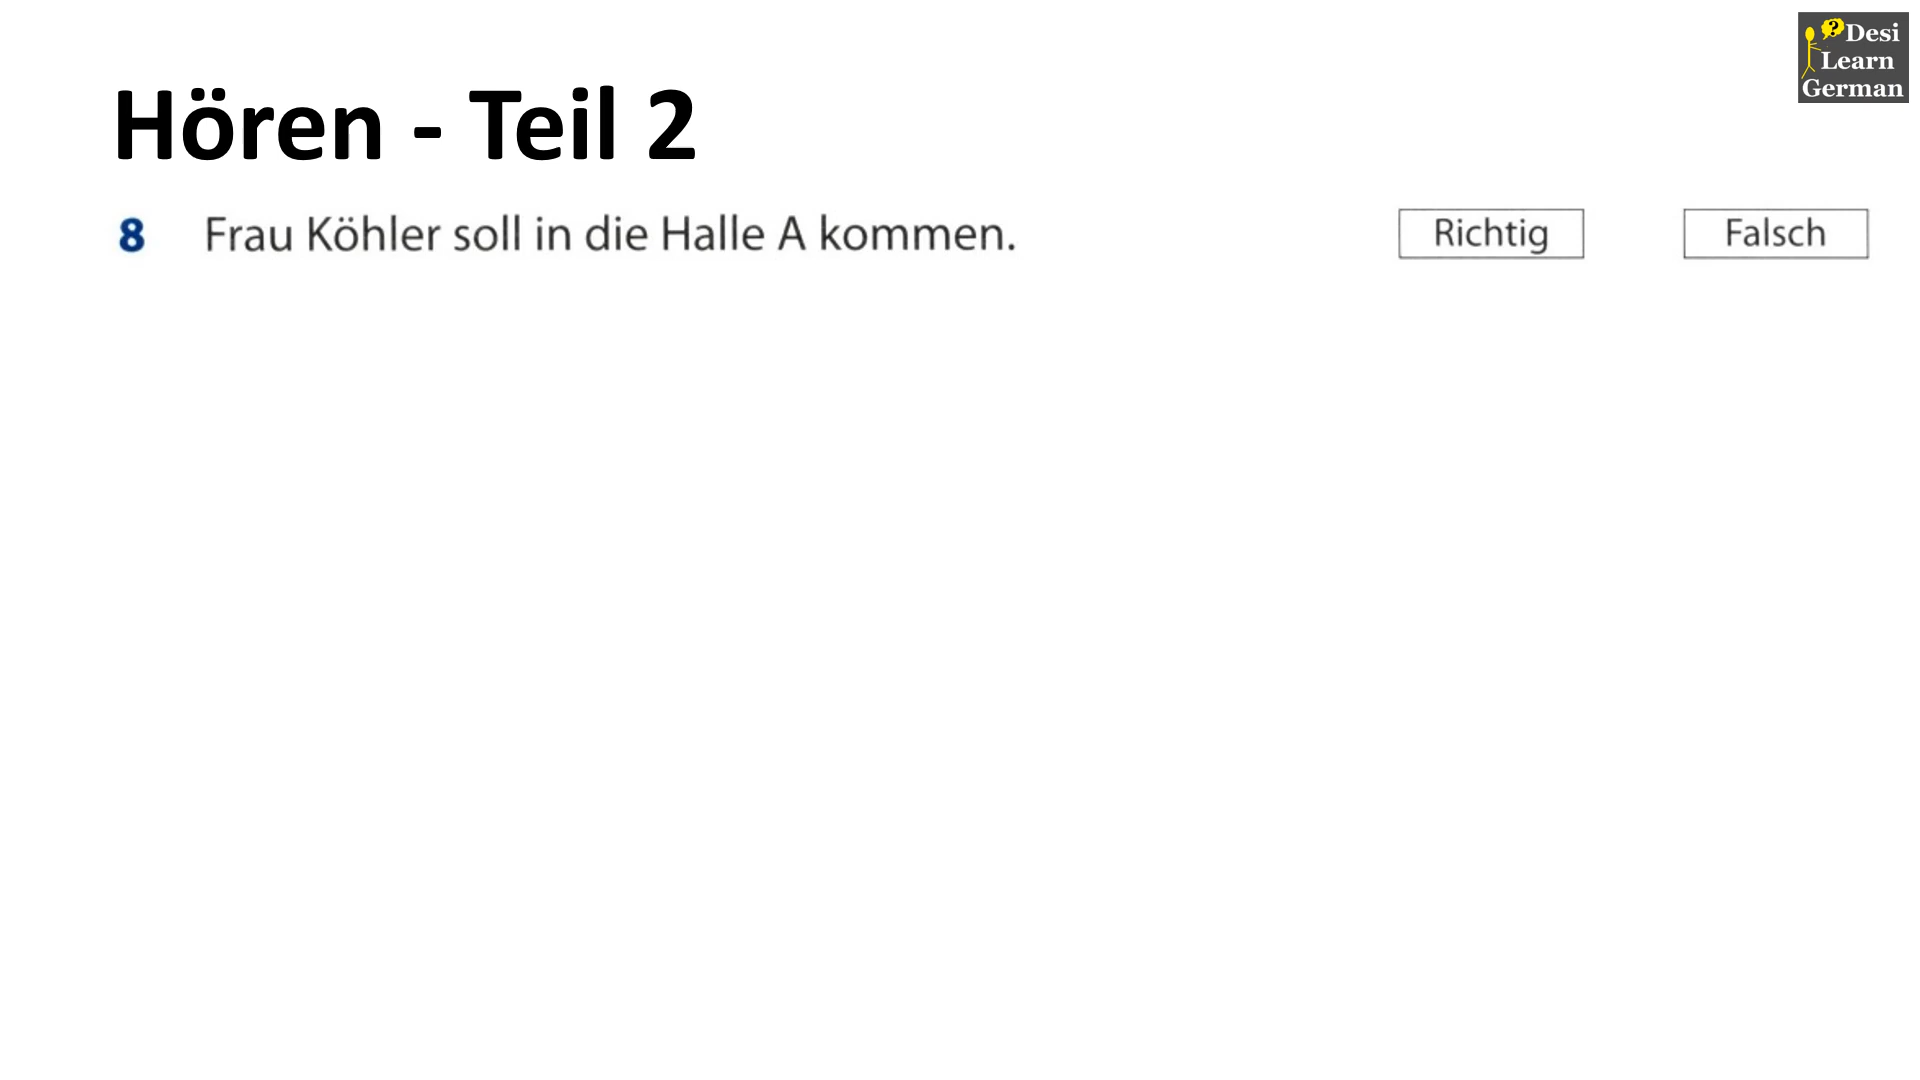 ? Desi
Learn
German
Hören - Teil 2
8 Frau Köhler soll in die Halle A kommen. Richtig Falsch